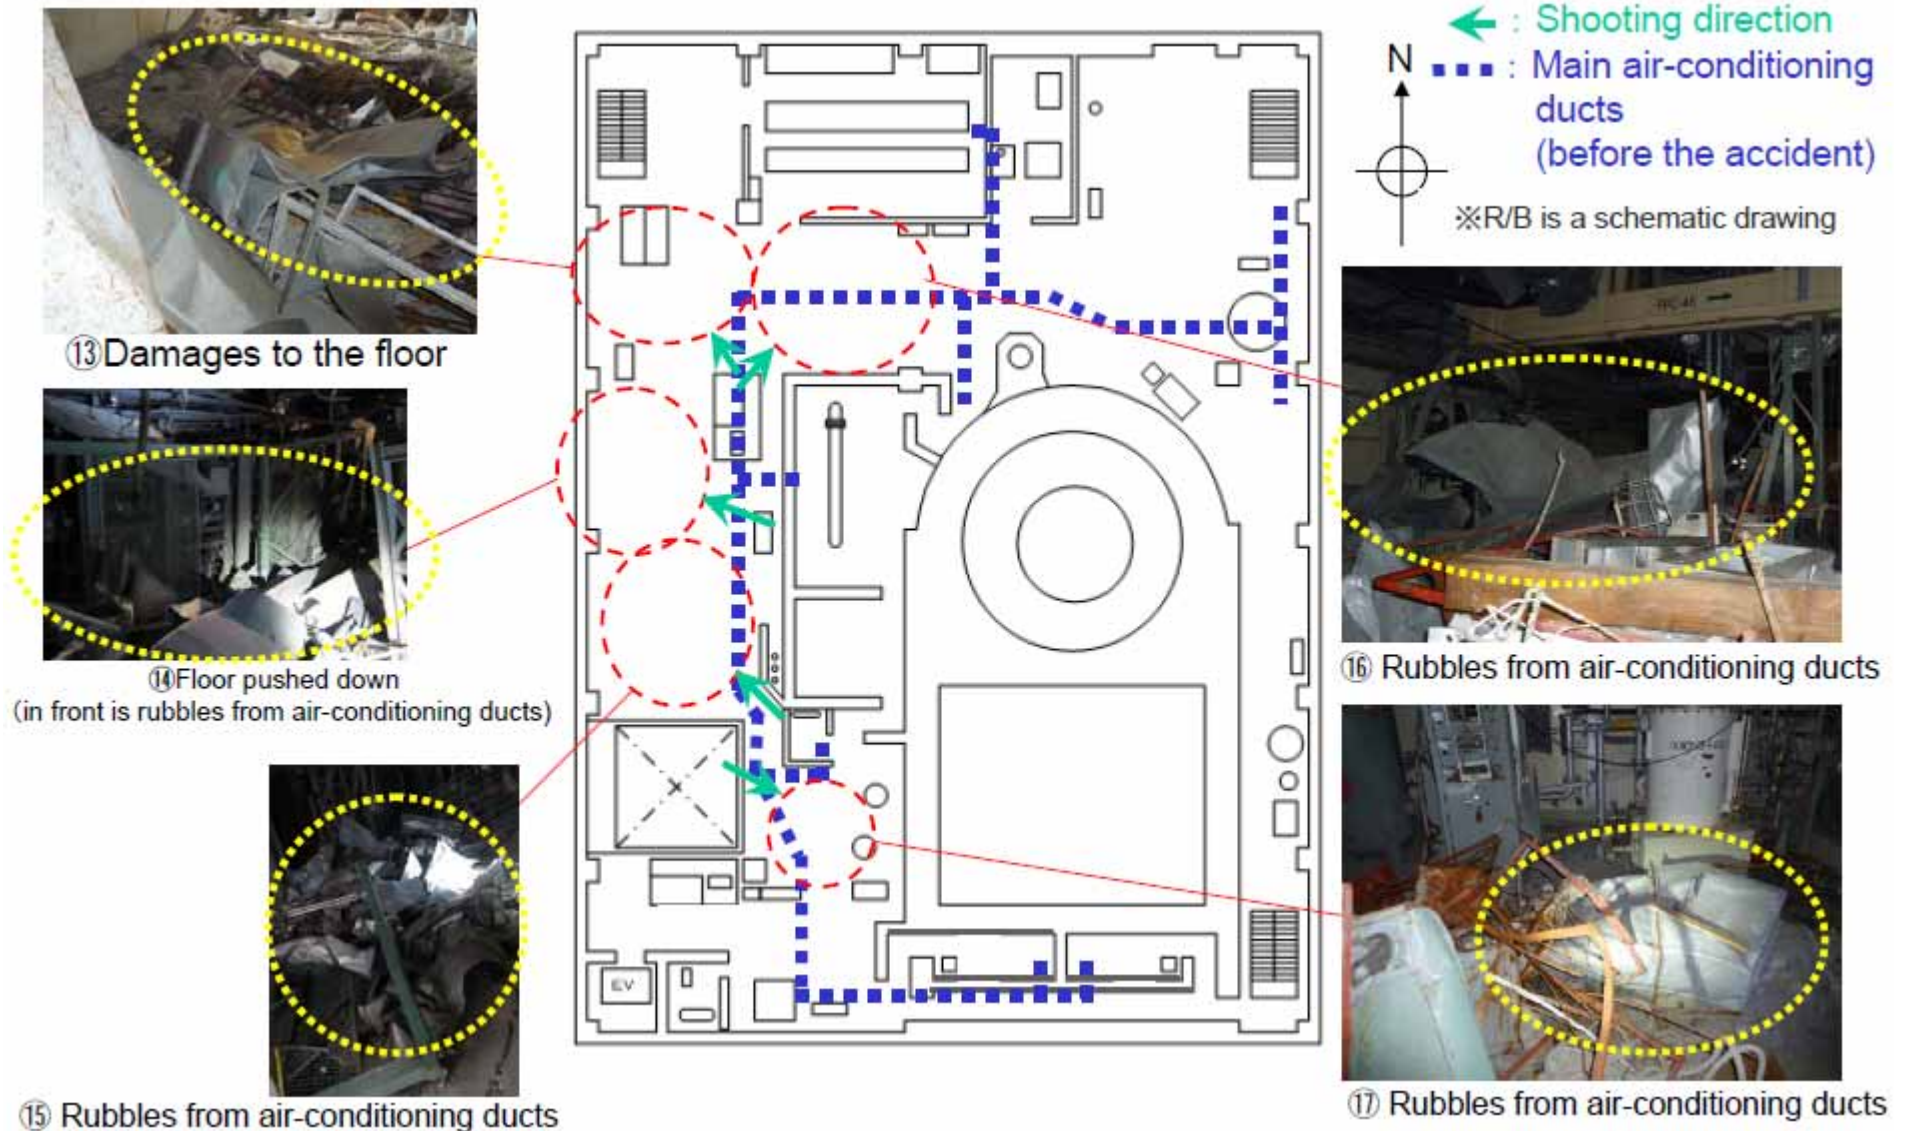 : Shooting direction
N
: Main air-conditioning
ducts
(before the accident)
※R/B is a schematic drawing
⑬Damages to the floor
⑭Floor pushed down
(in front is rubbles from air-conditioning ducts)
⑮ Rubbles from air-conditioning ducts
⑯ Rubbles from air-conditioning ducts
⑰ Rubbles from air-conditioning ducts
EV